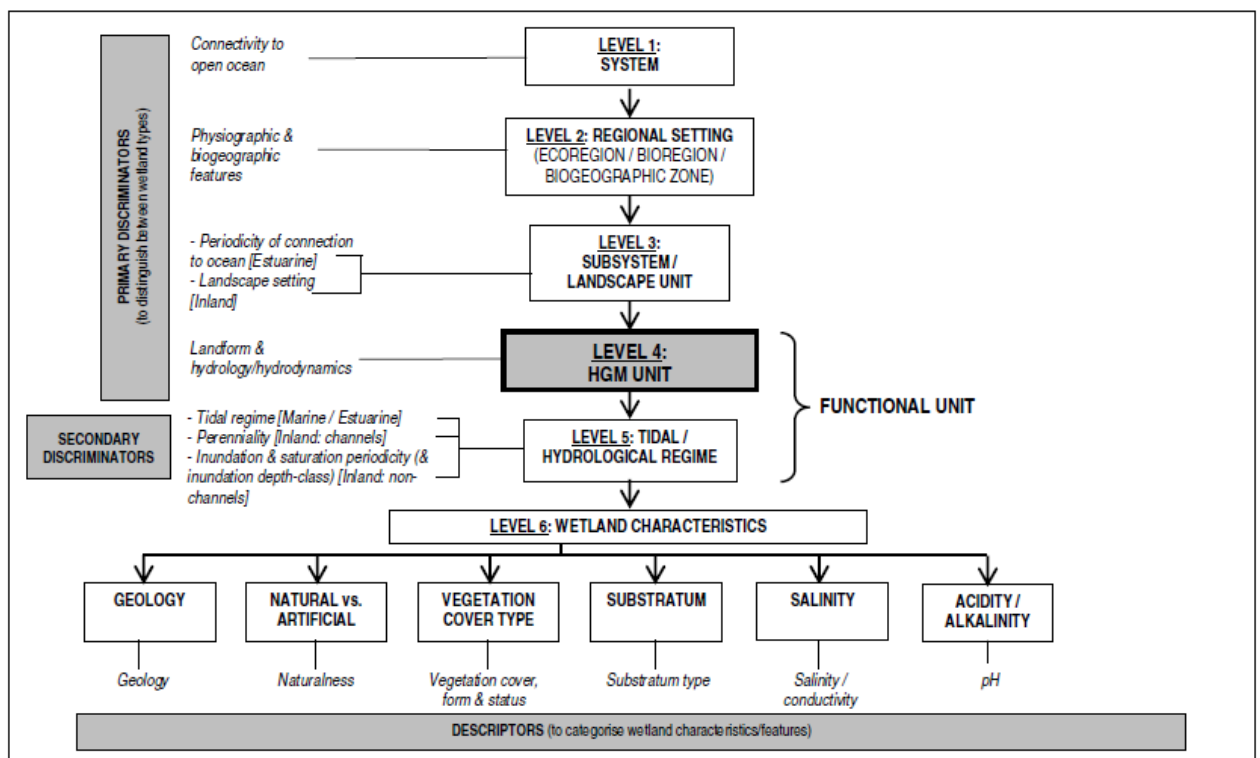 PRIMARY DISCRIMINATORS
(to distinguish between wetland types)
Connectivity to
open ocean
LEVEL 1:
SYSTEM
Physiographic &
biogeographic
features
LEVEL 2: REGIONAL SETTING
(ECOREGION / BIOREGION /
BIOGEOGRAPHIC ZONE)
- Periodicity of connection
to ocean [Estuarine]
- Landscape setting
[Inland]
LEVEL 3:
SUBSYSTEM /
LANDSCAPE UNIT
Landform &
hydrology/hydrodynamics
LEVEL 4:
HGM UNIT
FUNCTIONAL UNIT
SECONDARY
DISCRIMINATORS
- Tidal regime [Marine / Estuarine]
- Perenniality [Inland: channels]
- Inundation & saturation periodicity (&
inundation depth-class) [Inland: non-
channels]
LEVEL 5: TIDAL /
HYDROLOGICAL REGIME
LEVEL 6: WETLAND CHARACTERISTICS
GEOLOGY
NATURAL vs.
ARTIFICIAL
VEGETATION
COVER TYPE
SUBSTRATUM
SALINITY
ACIDITY /
ALKALINITY
Geology
Naturalness
Vegetation cover,
form & status
Substratum type
Salinity /
conductivity
pH
DESCRIPTORS (to categorise wetland characteristics/features)